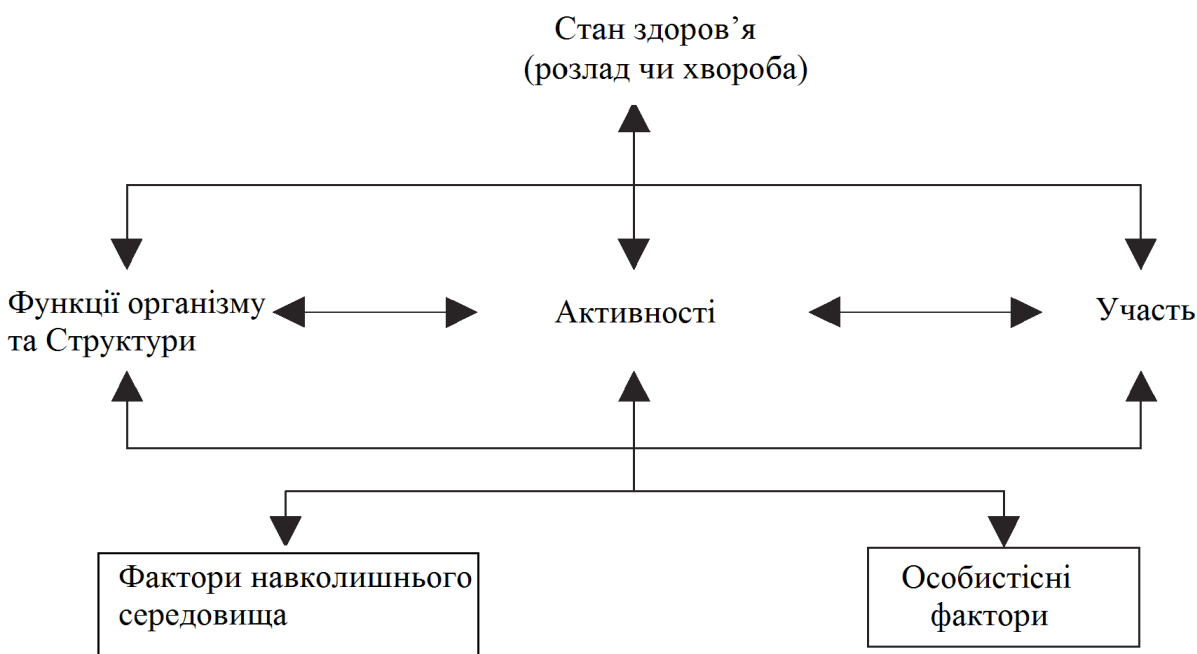 Стан здоров’я
(розлад чи хвороба)
Функції організму
та Структури
Активності
Участь
Фактори навколишнього
середовища
Особистісні
фактори